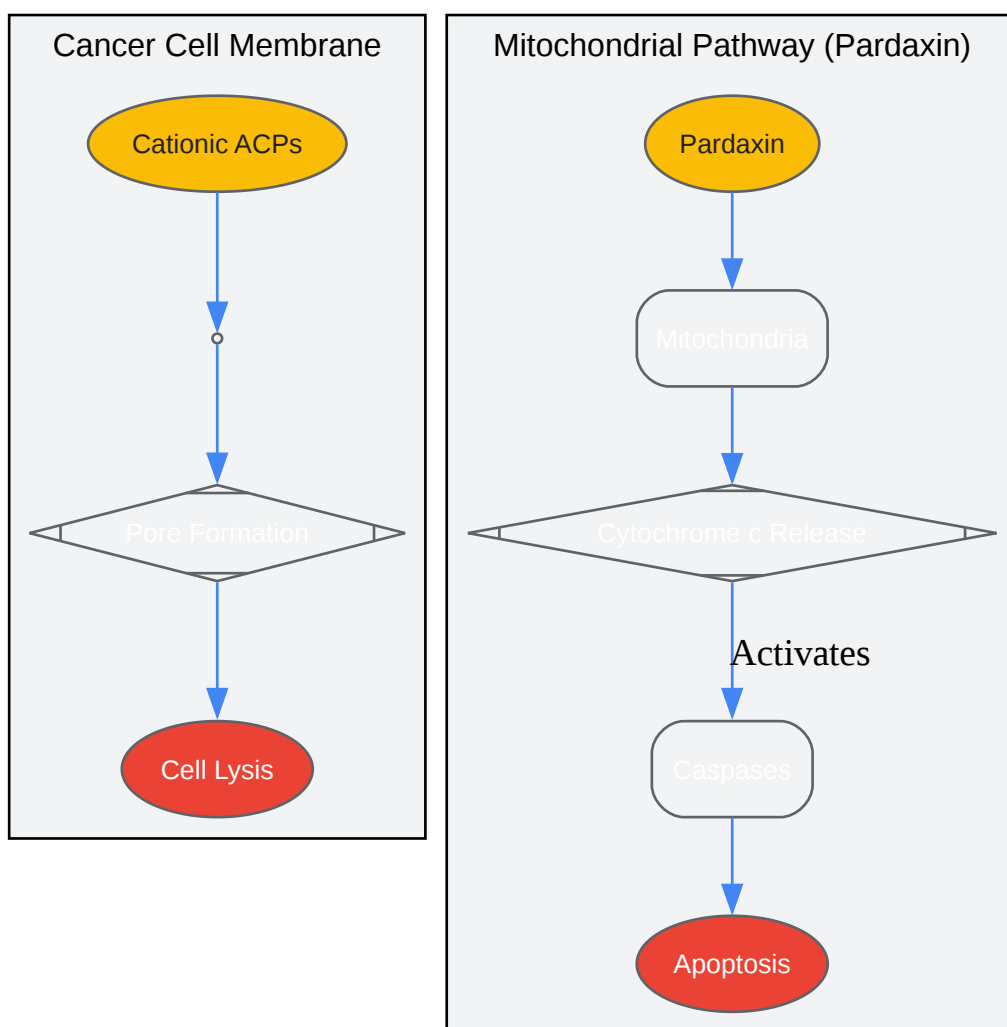 Cancer Cell Membrane
Cationic ACPs
Pore Formation
Cell Lysis
Mitochondrial Pathway (Pardaxin)
Pardaxin
Mitochondria
Cytochrome c Release
Activates
Caspases
Apoptosis